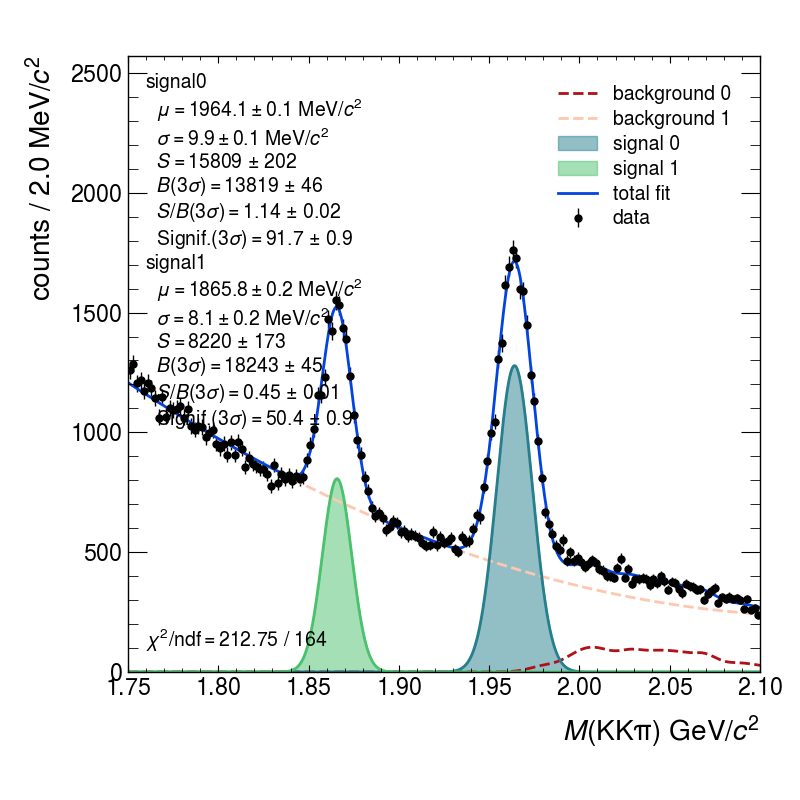 counts / 2.0 MeV/c²
2500
2000
1500
1000
500
0
signal0
μ = 1964.1 ± 0.1 MeV/c²
σ = 9.9 ± 0.1 MeV/c²
S = 15809 ± 202
B(3σ) = 13819 ± 46
S/B(3σ) = 1.14 ± 0.02
Signif.(3σ) = 91.7 ± 0.9
signal1
μ = 1865.8 ± 0.2 MeV/c²
σ = 8.1 ± 0.2 MeV/c²
S = 8220 ± 173
B(3σ) = 18243 ± 45
S/B(3σ) = 0.45 ± 0.01
Signif.(3σ) = 50.4 ± 0.9
χ²/ndf = 212.75 / 164
background 0
background 1
signal 0
signal 1
total fit
data
1.75 1.80 1.85 1.90 1.95 2.00 2.05 2.10
M(KKπ) GeV/c²